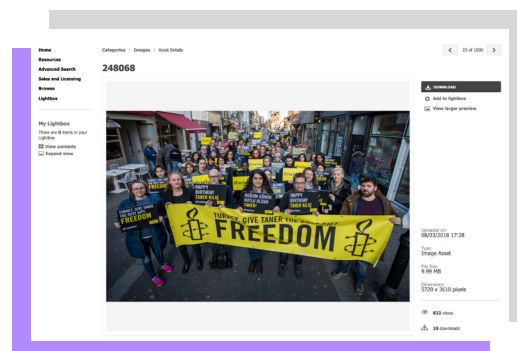 Home
Resources
Advanced Search
Sales and Licensing
Browse
Lightbox
My Lightbox
There are 0 items in your
Lightbox
View contents
Expand view
Categories
Images
Asset Details
25 of 1090
248068
TURKEY, GIVE TANER THE
FREEDOM
HAPPY
BIRTHDAY
TANER KILIÇ
FREEDOM
DOWNLOAD
Add to lightbox
View larger preview
Uploaded on:
08/03/2018 17:28
Type:
Image Asset
File Size:
9.99 MB
Dimensions:
5720 x 3610 pixels
832 views
18 downloads